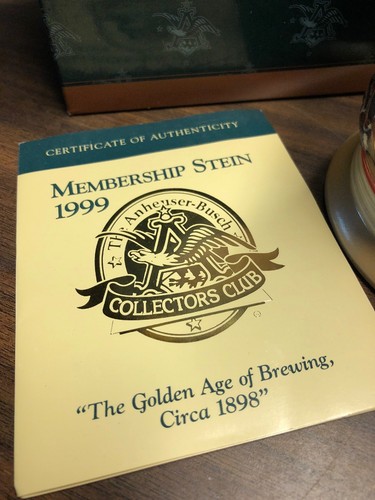 CERTIFICATE OF AUTHENTICITY
MEMBERSHIP STEIN
1999
The Anheuser-Busch
COLLECTORS CLUB
"The Golden Age of Brewing,
Circa 1898"